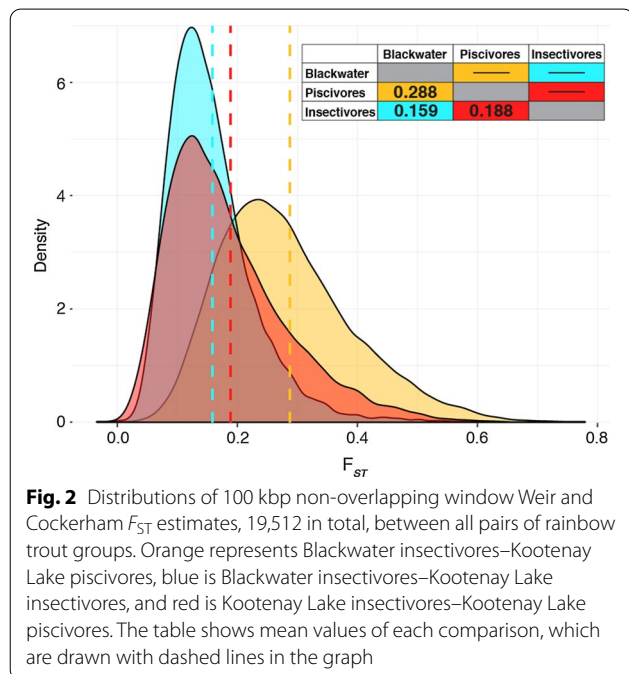 Blackwater Piscivores Insectivores
Blackwater — —
Piscivores 0.288 —
Insectivores 0.159 0.188
6
4
2
0
Density
0.0 0.2 0.4 0.6 0.8
FST
Fig. 2 Distributions of 100 kbp non-overlapping window Weir and
Cockerham FST estimates, 19,512 in total, between all pairs of rainbow
trout groups. Orange represents Blackwater insectivores–Kootenay
Lake piscivores, blue is Blackwater insectivores–Kootenay Lake
insectivores, and red is Kootenay Lake insectivores–Kootenay Lake
piscivores. The table shows mean values of each comparison, which
are drawn with dashed lines in the graph